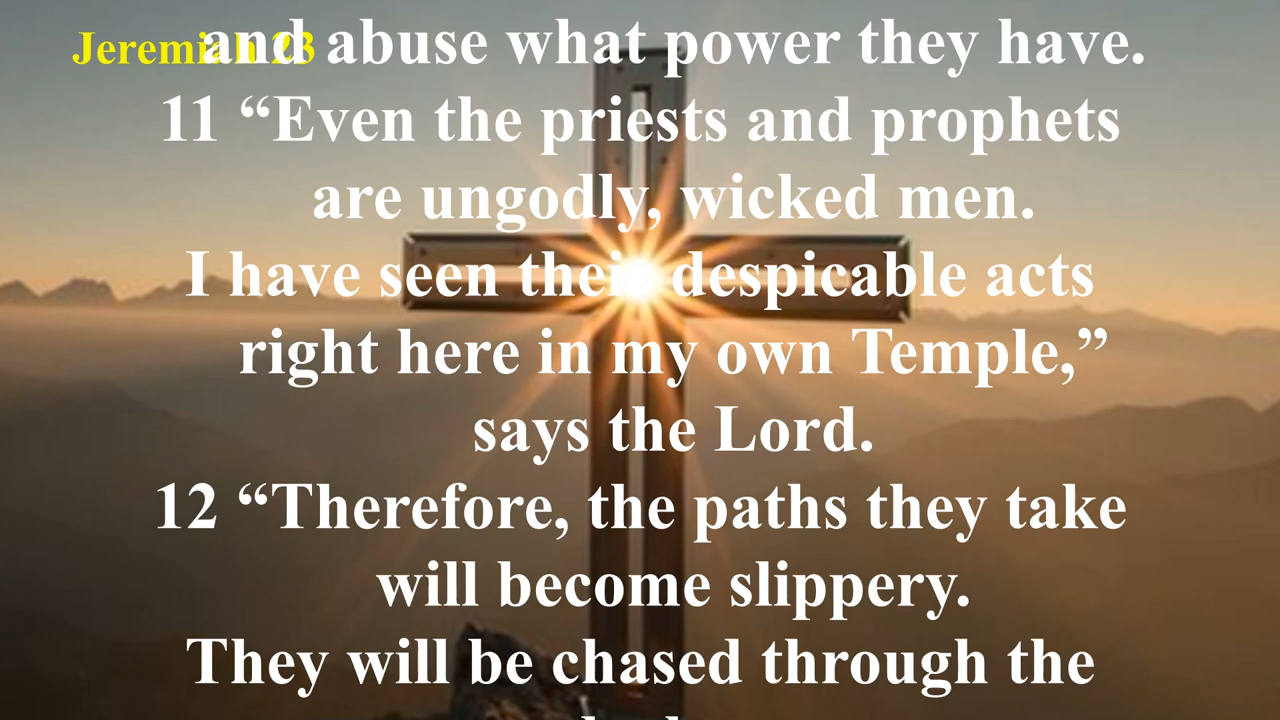 Jeremiah 23
and abuse what power they have.
11 “Even the priests and prophets
are ungodly, wicked men.
I have seen their despicable acts
right here in my own Temple,”
says the Lord.
12 “Therefore, the paths they take
will become slippery.
They will be chased through the